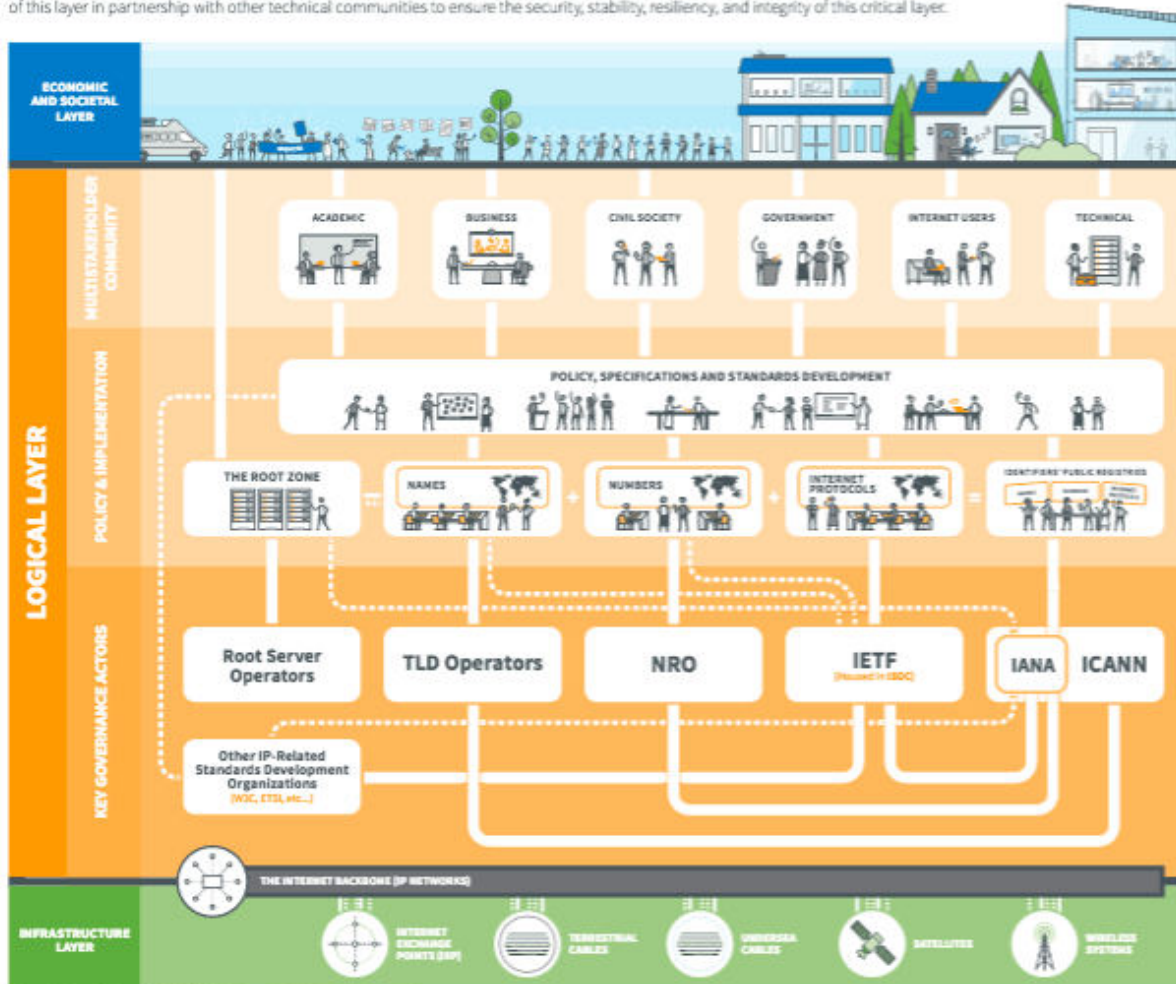 of this layer in partnership with other technical communities to ensure the security, stability, resiliency, and integrity of this critical layer.
ECONOMIC
AND SOCIETAL
LAYER
LOGICAL LAYER
MULTISTAKEHOLDER
COMMUNITY
ACADEMIC
BUSINESS
CIVIL SOCIETY
GOVERNMENT
INTERNET USERS
TECHNICAL
POLICY & IMPLEMENTATION
POLICY, SPECIFICATIONS AND STANDARDS DEVELOPMENT
THE ROOT ZONE
=
NAMES
+
NUMBERS
+
INTERNET
PROTOCOLS
=
IDENTIFIERS' PUBLIC REGISTRIES
KEY GOVERNANCE ACTORS
Root Server
Operators
TLD Operators
NRO
IETF
IANA
ICANN
Other IP-Related
Standards Development
Organizations
(W3C, ETSI, etc...)
THE INTERNET BACKBONE (IP NETWORKS)
INFRASTRUCTURE
LAYER
INTERNET
EXCHANGE
POINTS (IXP)
TERRESTRIAL
CABLES
UNDERSEA
CABLES
SATELLITES
WIRELESS
SYSTEMS